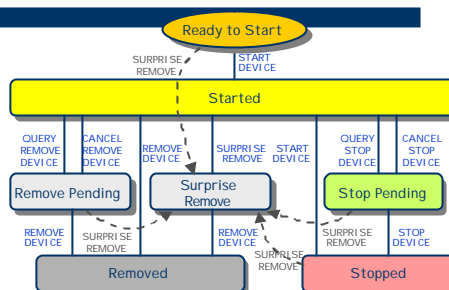 Ready to Start
SURPRISE
REMOVE
START
DEVICE
Started
QUERY
REMOVE
DEVICE
CANCEL
REMOVE
DEVICE
REMOVE
DEVICE
SURPRISE
REMOVE
START
DEVICE
QUERY
STOP
DEVICE
CANCEL
STOP
DEVICE
Remove Pending
Surprise
Remove
Stop Pending
REMOVE
DEVICE
SURPRISE
REMOVE
REMOVE
DEVICE
SURPRISE
REMOVE
SURPRISE
REMOVE
STOP
DEVICE
Removed
Stopped